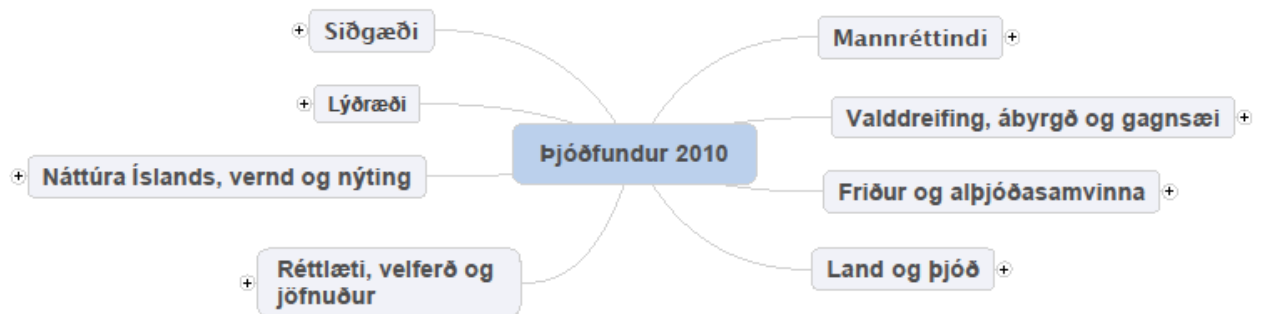 Siðgæði
Mannréttindi
Lýðræði
Valddreifing, ábyrgð og gagnsæi
Þjóðfundur 2010
Náttúra Íslands, vernd og nýting
Friður og alþjóðasamvinna
Réttlæti, velferð og
jöfnuður
Land og þjóð